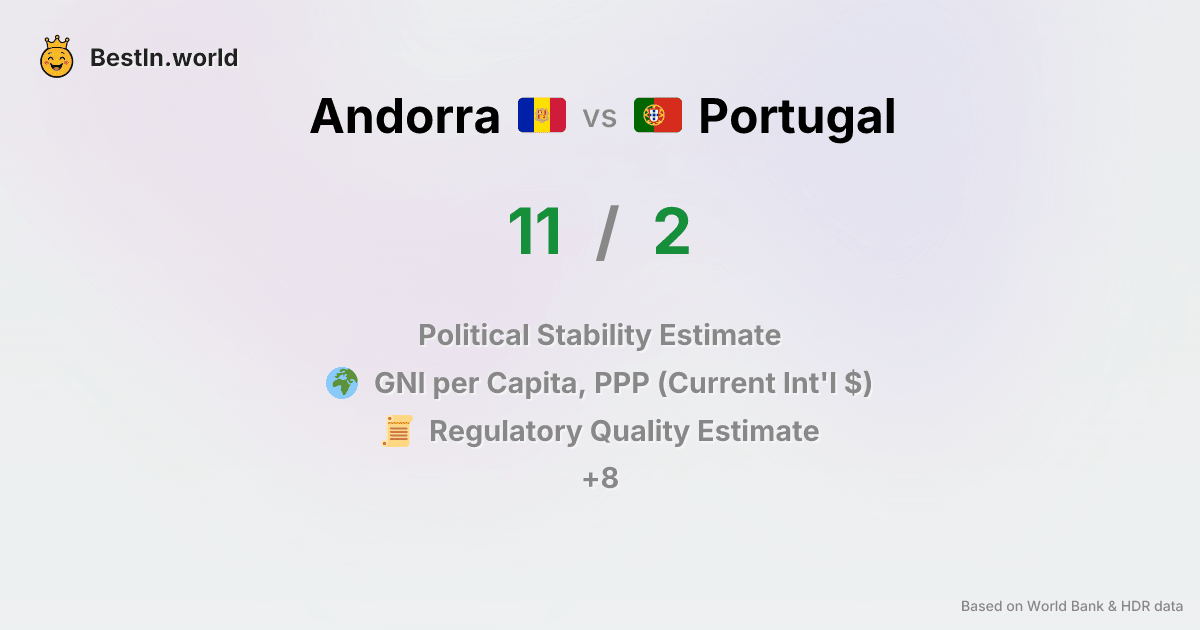 BestIn.world
Andorra vs Portugal
11 / 2
Political Stability Estimate
GNI per Capita, PPP (Current Int'l $)
Regulatory Quality Estimate
+8
Based on World Bank & HDR data